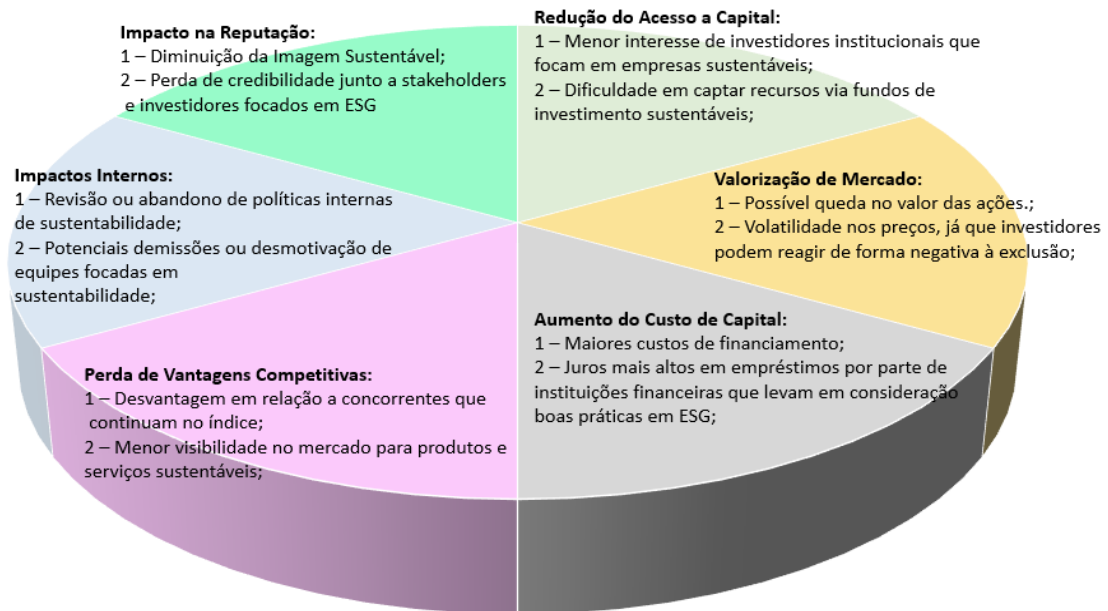 Impacto na Reputação:
1 – Diminuição da Imagem Sustentável;
2 – Perda de credibilidade junto a stakeholders
e investidores focados em ESG
Redução do Acesso a Capital:
1 – Menor interesse de investidores institucionais que
focam em empresas sustentáveis;
2 – Dificuldade em captar recursos via fundos de
investimento sustentáveis;
Impactos Internos:
1 – Revisão ou abandono de políticas internas
de sustentabilidade;
2 – Potenciais demissões ou desmotivação de
equipes focadas em
sustentabilidade;
Valorização de Mercado:
1 – Possível queda no valor das ações.;
2 – Volatilidade nos preços, já que investidores
podem reagir de forma negativa à exclusão;
Perda de Vantagens Competitivas:
1 – Desvantagem em relação a concorrentes que
continuam no índice;
2 – Menor visibilidade no mercado para produtos e
serviços sustentáveis;
Aumento do Custo de Capital:
1 – Maiores custos de financiamento;
2 – Juros mais altos em empréstimos por parte de
instituições financeiras que levam em consideração
boas práticas em ESG;